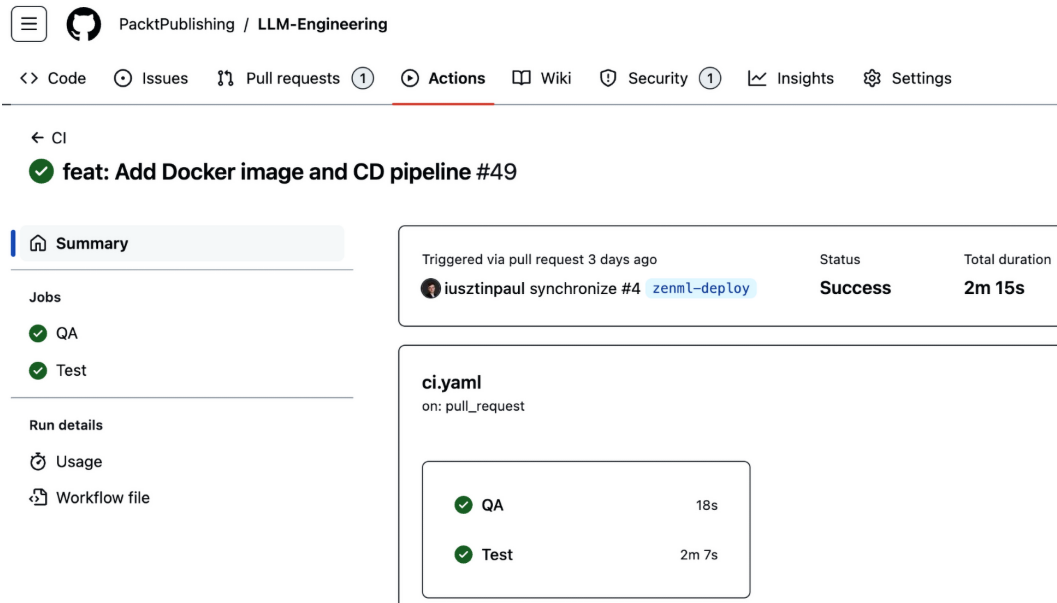 PacktPublishing / LLM-Engineering
Code Issues Pull requests 1 Actions Wiki Security 1 Insights Settings
← CI
feat: Add Docker image and CD pipeline #49
Summary
Jobs
QA
Test
Run details
Usage
Workflow file
Triggered via pull request 3 days ago
iusztinpaul synchronize #4 zenml-deploy
Status
Success
Total duration
2m 15s
ci.yaml
on: pull_request
QA 18s
Test 2m 7s